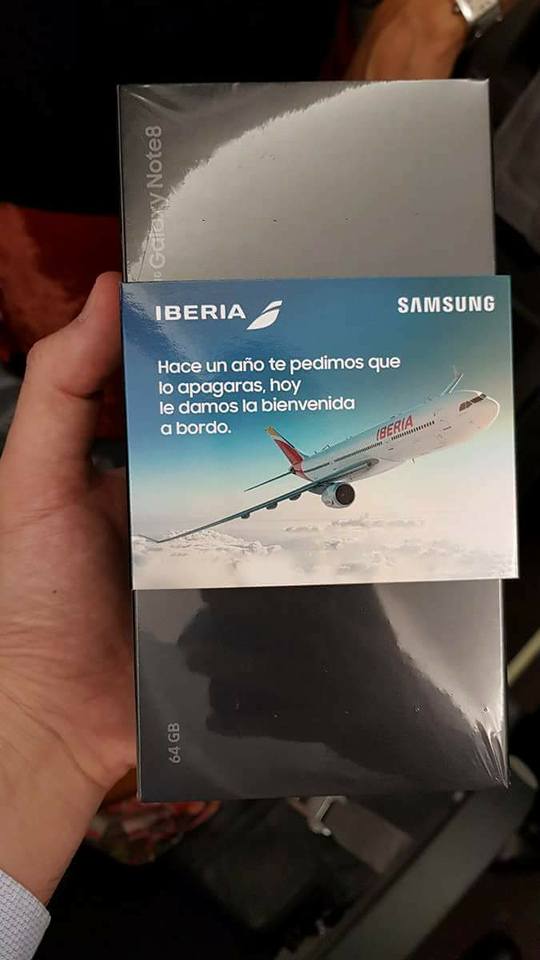 Galaxy Note8
IBERIA
SAMSUNG
Hace un año te pedimos que
lo apagaras, hoy
le damos la bienvenida
a bordo.
IBERIA
64 GB